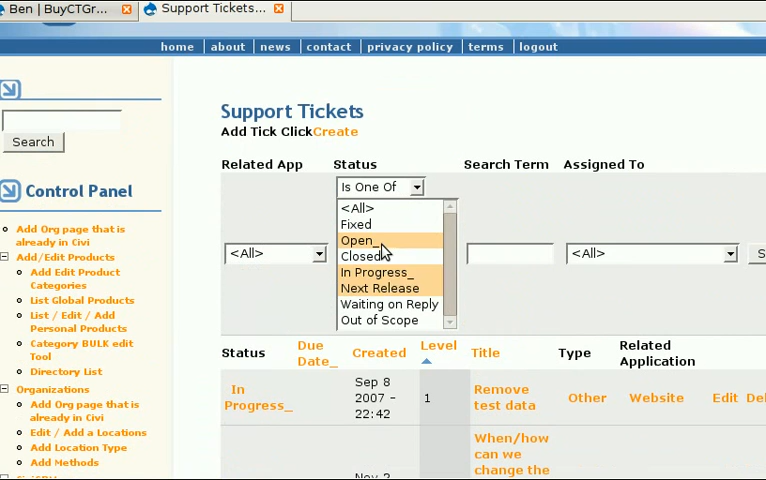 Ben | BuyCTGr...
Support Tickets...
home | about | news | contact | privacy policy | terms | logout
Search
Control Panel
Add Org page that is
already in Civi
Add/Edit Products
Add Edit Product
Categories
List Global Products
List / Edit / Add
Personal Products
Category BULK edit
Tool
Directory List
Organizations
Add Org page that is
already in Civi
Edit / Add a Locations
Add Location Type
Add Methods
Support Tickets
Add Tick ClickCreate
Related App Status Search Term Assigned To
Is One Of
<All>
Fixed
Open_
Closed
In Progress_
Next Release
Waiting on Reply
Out of Scope
<All>
<All>
S
Status Due Date_ Created Level Title Type Related Application
In Progress_ Sep 8 2007 - 22:42 1 Remove test data Other Website Edit Del
When/how
can we
change the